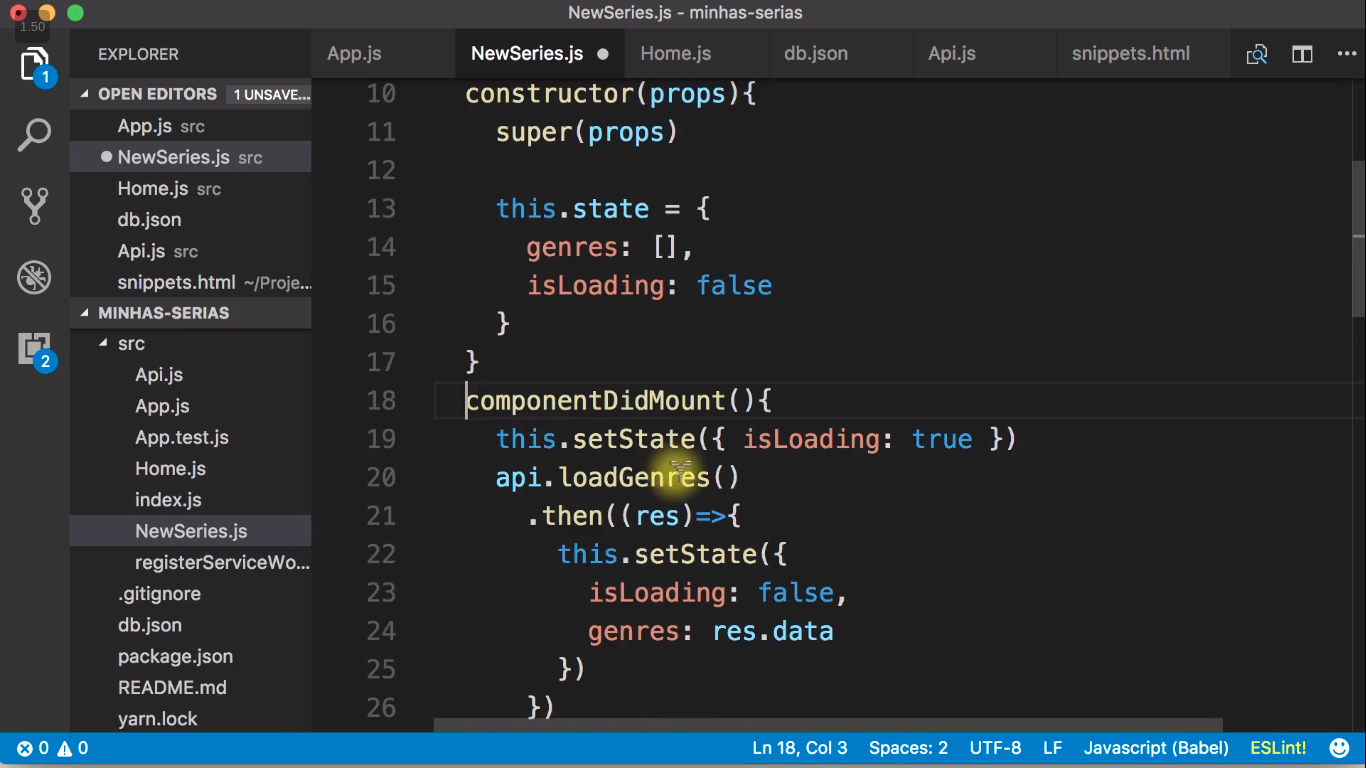 NewSeries.js - minhas-serias
1.50
EXPLORER
App.js
NewSeries.js
Home.js
db.json
Api.js
snippets.html
1
OPEN EDITORS
1 UNSAVE...
App.js src
NewSeries.js src
Home.js src
db.json
Api.js src
snippets.html ~/Proje...
MINHAS-SERIAS
2
src
Api.js
App.js
App.test.js
Home.js
index.js
NewSeries.js
registerServiceWo...
.gitignore
db.json
package.json
README.md
yarn.lock
10 constructor(props){
11 super(props)
12
13 this.state = {
14 genres: [],
15 isLoading: false
16 }
17 }
18 componentDidMount(){
19 this.setState({ isLoading: true })
20 api.loadGenres()
21 .then((res)=>{
22 this.setState({
23 isLoading: false,
24 genres: res.data
25 })
26 })
0 0
Ln 18, Col 3 Spaces: 2 UTF-8 LF Javascript (Babel) ESLint!